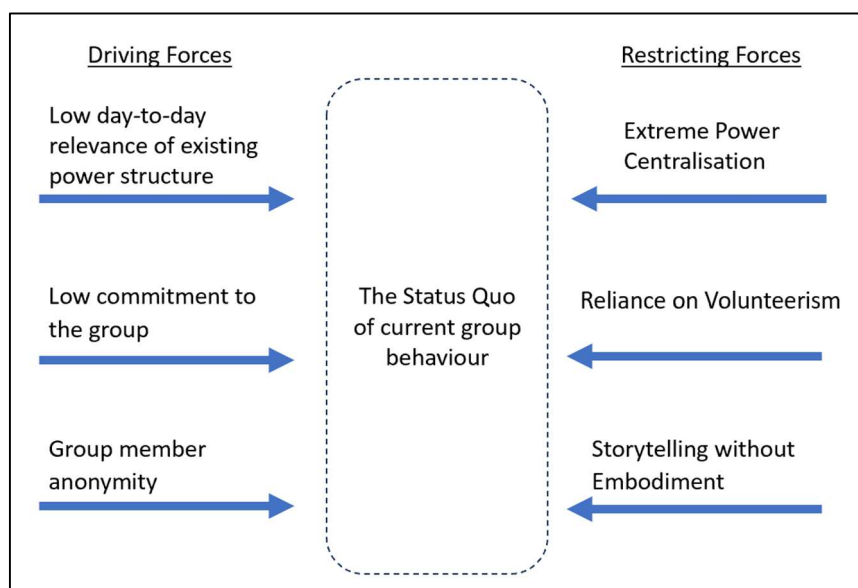 Driving Forces
Low day-to-day
relevance of existing
power structure
Low commitment to
the group
Group member
anonymity
The Status Quo
of current group
behaviour
Restricting Forces
Extreme Power
Centralisation
Reliance on Volunteerism
Storytelling without
Embodiment